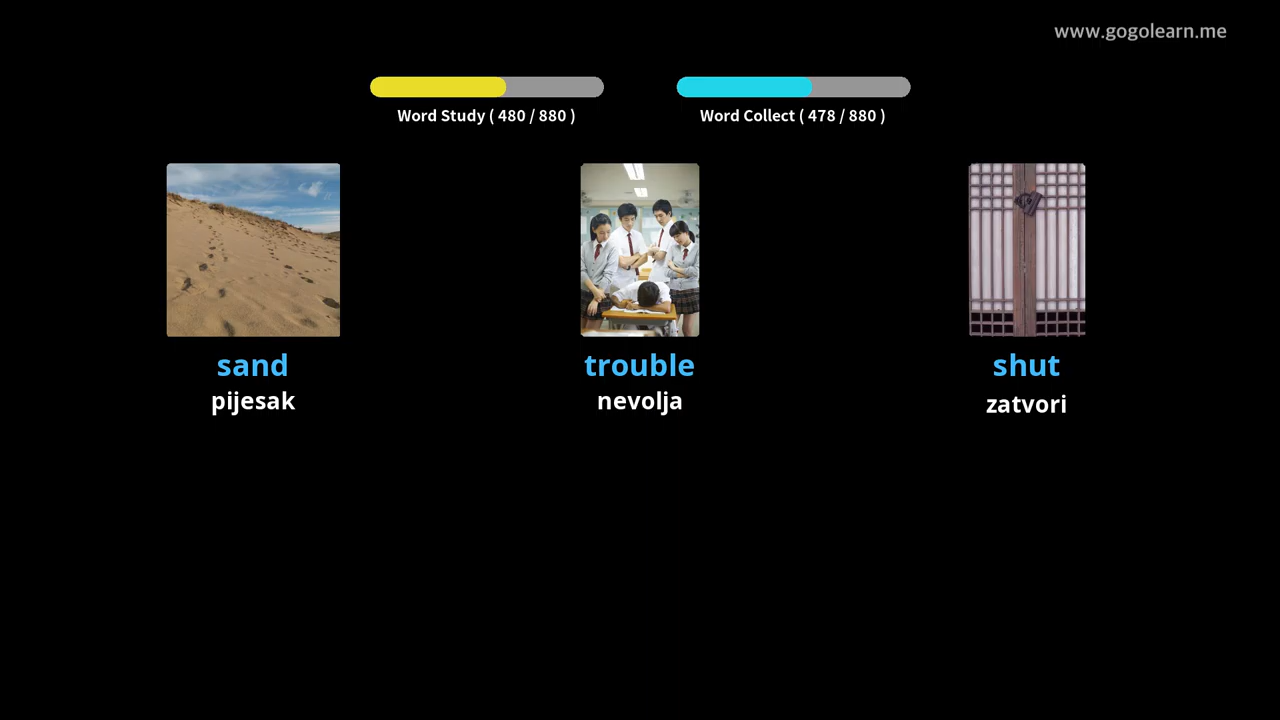 www.gogolearn.me
Word Study ( 480 / 880 )
Word Collect ( 478 / 880 )
sand
pijesak
trouble
nevolja
shut
zatvori